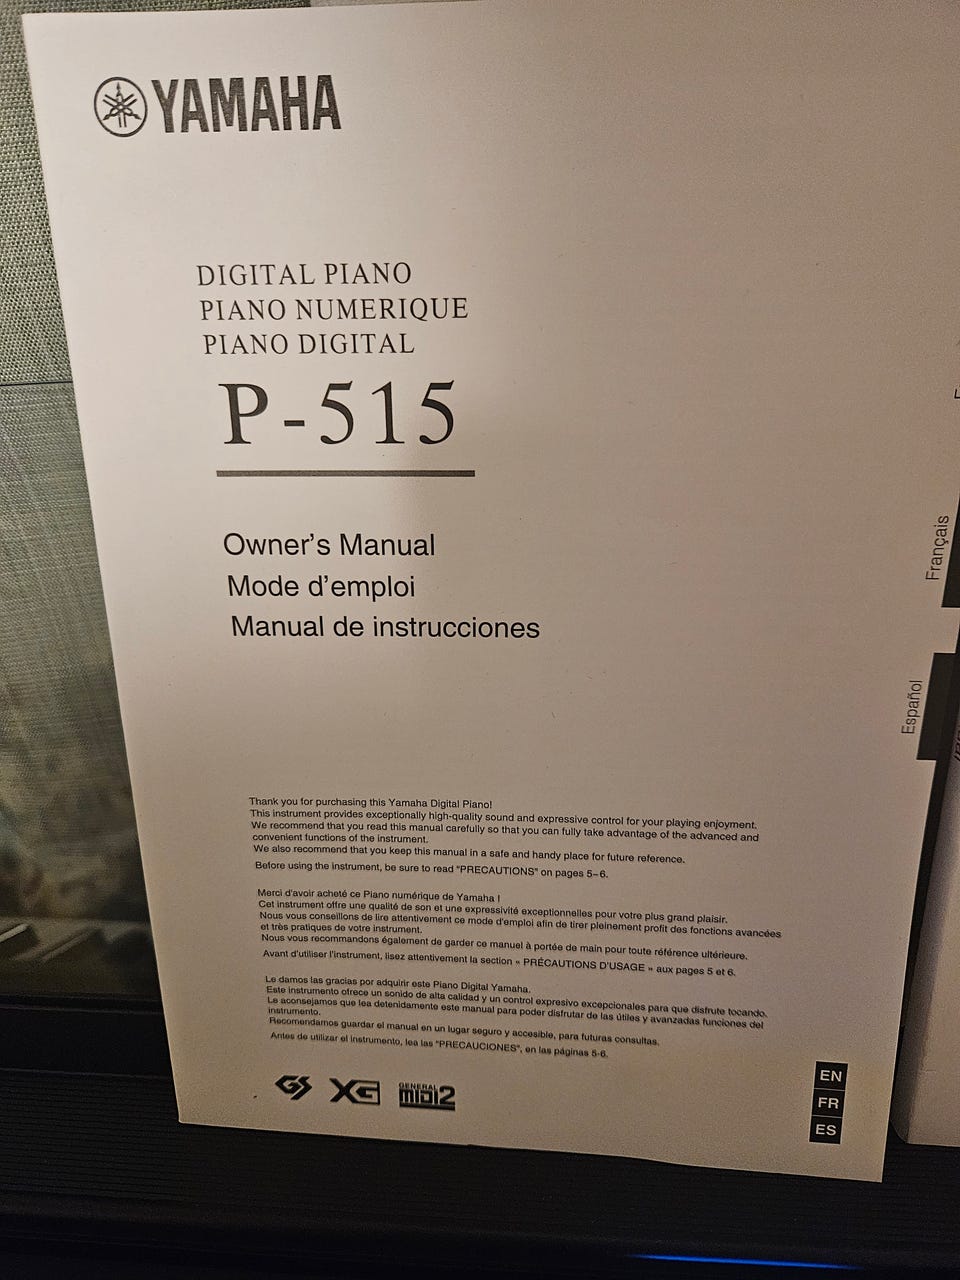 YAMAHA
DIGITAL PIANO
PIANO NUMERIQUE
PIANO DIGITAL
P-515
Owner's Manual
Mode d'emploi
Manual de instrucciones
Français
Español
Thank you for purchasing this Yamaha Digital Piano!
This instrument provides exceptionally high-quality sound and expressive control for your playing enjoyment.
We recommend that you read this manual carefully so that you can fully take advantage of the advanced and
convenient functions of the instrument.
We also recommend that you keep this manual in a safe and handy place for future reference.
Before using the instrument, be sure to read "PRECAUTIONS" on pages 5–6.
Merci d'avoir acheté ce Piano numérique de Yamaha !
Cet instrument offre une qualité de son et une expressivité exceptionnelles pour votre plus grand plaisir.
Nous vous conseillons de lire attentivement ce mode d'emploi afin de tirer pleinement profit des fonctions avancées
et très pratiques de votre instrument.
Nous vous recommandons également de garder ce manuel à portée de main pour toute référence ultérieure.
Avant d'utiliser l'instrument, lisez attentivement la section « PRÉCAUTIONS D'USAGE » aux pages 5 et 6.
Le damos las gracias por adquirir este Piano Digital Yamaha.
Este instrumento ofrece un sonido de alta calidad y un control expresivo excepcionales para que disfrute tocando.
Le aconsejamos que lea detenidamente este manual para poder disfrutar de las útiles y avanzadas funciones del
instrumento.
Recomendamos guardar el manual en un lugar seguro y accesible, para futuras consultas.
Antes de utilizar el instrumento, lea las "PRECAUCIONES", en las páginas 5-6.
GS XG GENERAL MIDI2
EN
FR
ES